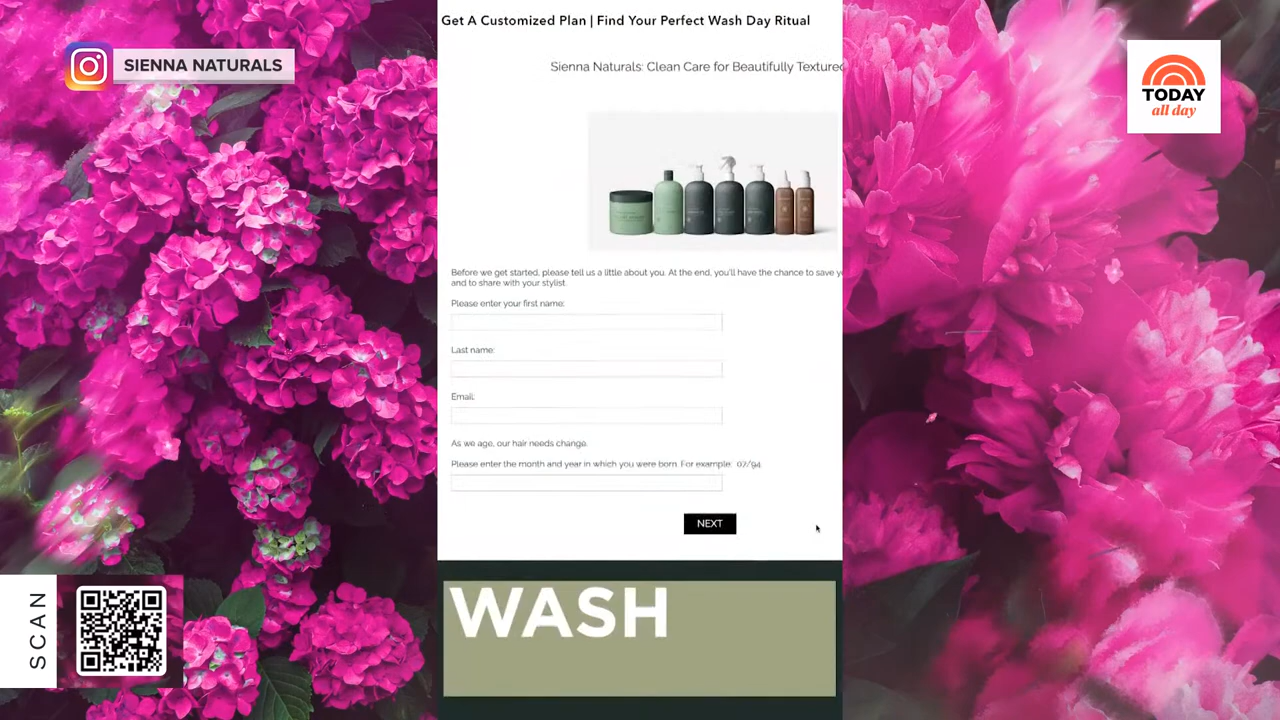 SIENNA NATURALS
TODAY
all day
Get A Customized Plan | Find Your Perfect Wash Day Ritual
Sienna Naturals: Clean Care for Beautifully Textured
Before we get started, please tell us a little about you. At the end, you'll have the chance to save
and to share with your stylist.
Please enter your first name:
Last name:
Email:
As we age, our hair needs change.
Please enter the month and year in which you were born. For example: 07/94
NEXT
WASH
SCAN